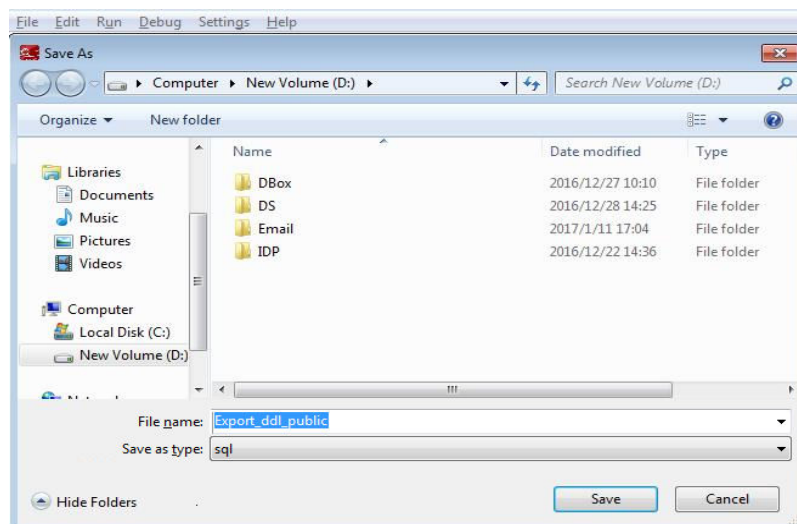 File Edit Run Debug Settings Help
Save As
Computer New Volume (D:)
Search New Volume (D:)
Organize New folder
Name Date modified Type
Libraries
Documents
Music
Pictures
Videos
Computer
Local Disk (C:)
New Volume (D:)
DBox 2016/12/27 10:10 File folder
DS 2016/12/28 14:25 File folder
Email 2017/1/11 17:04 File folder
IDP 2016/12/22 14:36 File folder
File name: Export_ddl_public
Save as type: sql
Hide Folders
Save Cancel